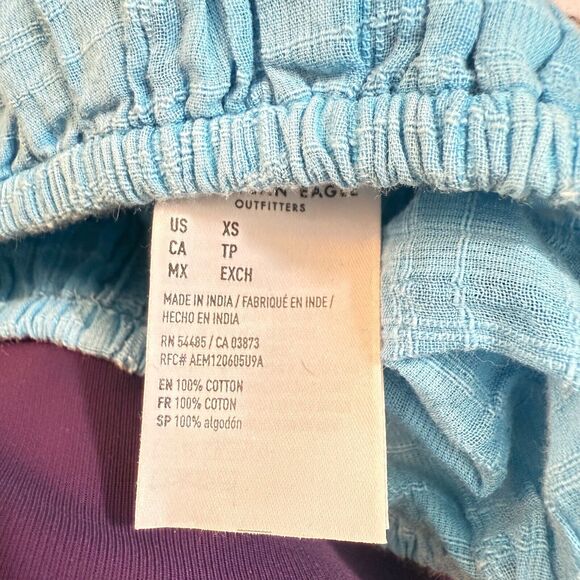 EAGLE
OUTFITTERS
US XS
CA TP
MX EXCH
MADE IN INDIA / FABRIQUÉ EN INDE /
HECHO EN INDIA
RN 54485 / CA 03873
RFC# AEM120605U9A
EN 100% COTTON
FR 100% COTON
SP 100% algodón